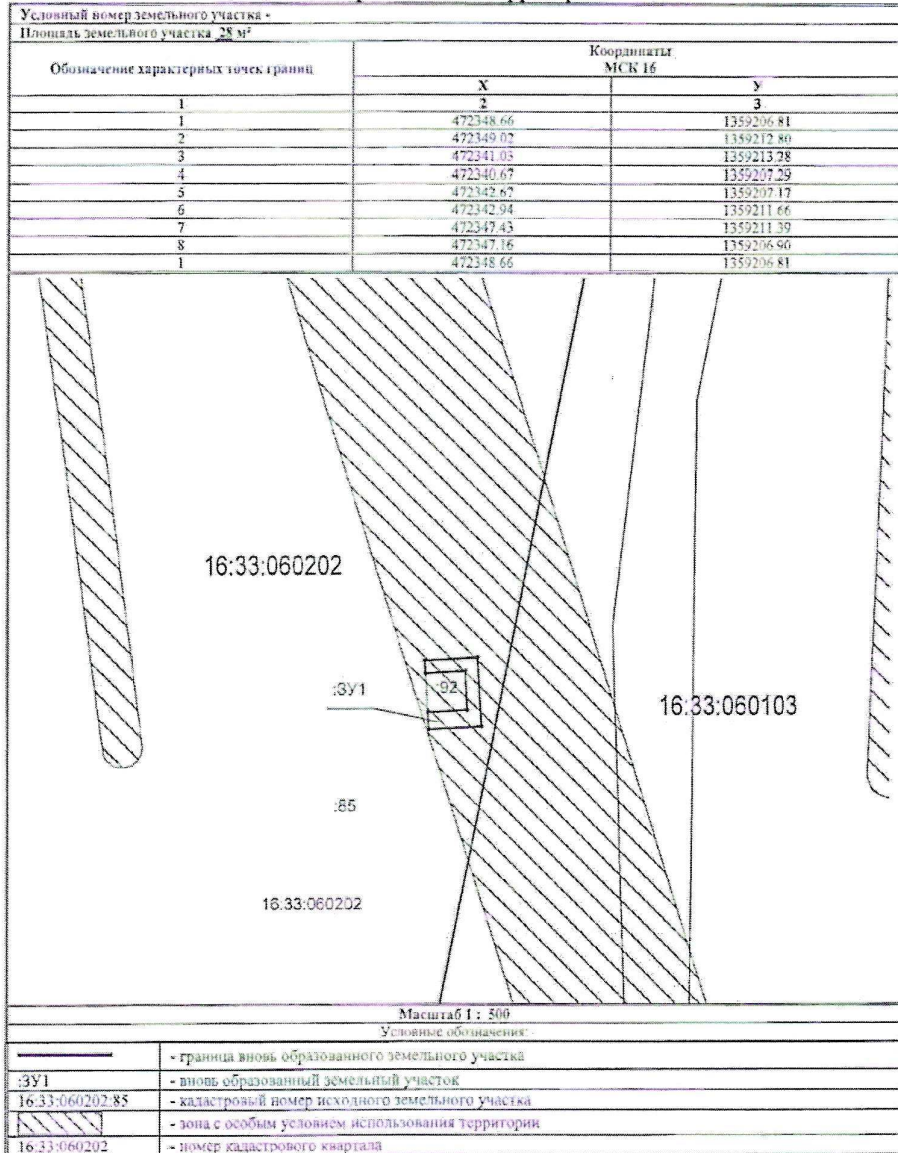 Условный номер земельного участка -
Площадь земельного участка 28 м²
Обозначение характерных точек границ
Координаты
МСК 16
X У
1 2 3
1 472348.66 1359206.81
2 472349.02 1359212.80
3 472341.03 1359213.28
4 472340.67 1359207.29
5 472342.67 1359207.17
6 472342.94 1359211.66
7 472347.43 1359211.39
8 472347.16 1359206.90
1 472348.66 1359206.81
16:33:060202
:ЗУ1
:92
16:33:060103
:85
16:33:060202
Масштаб 1 : 500
Условные обозначения:
- граница вновь образованного земельного участка
:ЗУ1 - вновь образованный земельный участок
16:33:060202:85 - кадастровый номер исходного земельного участка
- зона с особым условием использования территории
16:33:060202 - номер кадастрового квартала